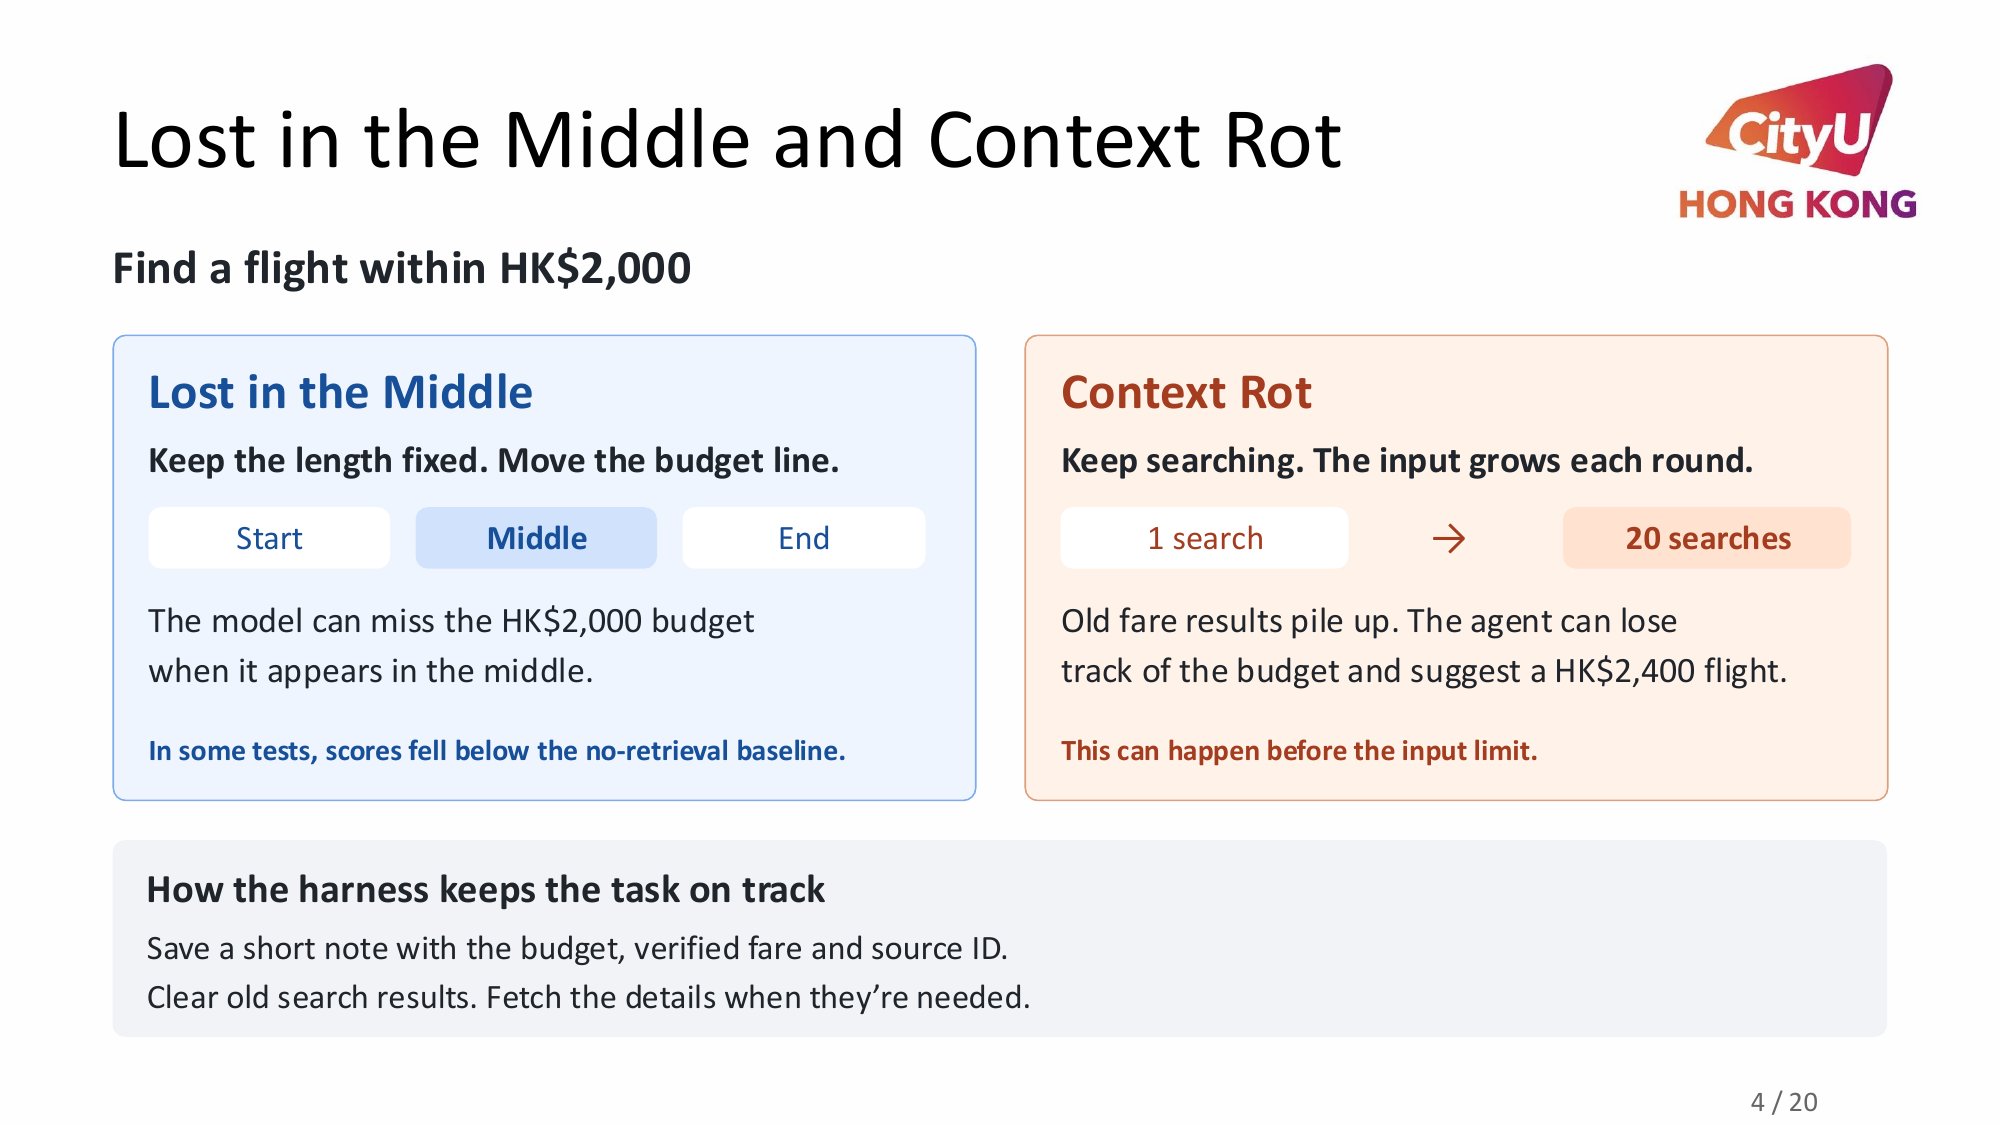 Lost in the Middle and Context Rot
CityU
HONG KONG
Find a flight within HK$2,000
Lost in the Middle
Keep the length fixed. Move the budget line.
Start
Middle
End
The model can miss the HK$2,000 budget
when it appears in the middle.
In some tests, scores fell below the no-retrieval baseline.
Context Rot
Keep searching. The input grows each round.
1 search
→
20 searches
Old fare results pile up. The agent can lose
track of the budget and suggest a HK$2,400 flight.
This can happen before the input limit.
How the harness keeps the task on track
Save a short note with the budget, verified fare and source ID.
Clear old search results. Fetch the details when they’re needed.
4 / 20